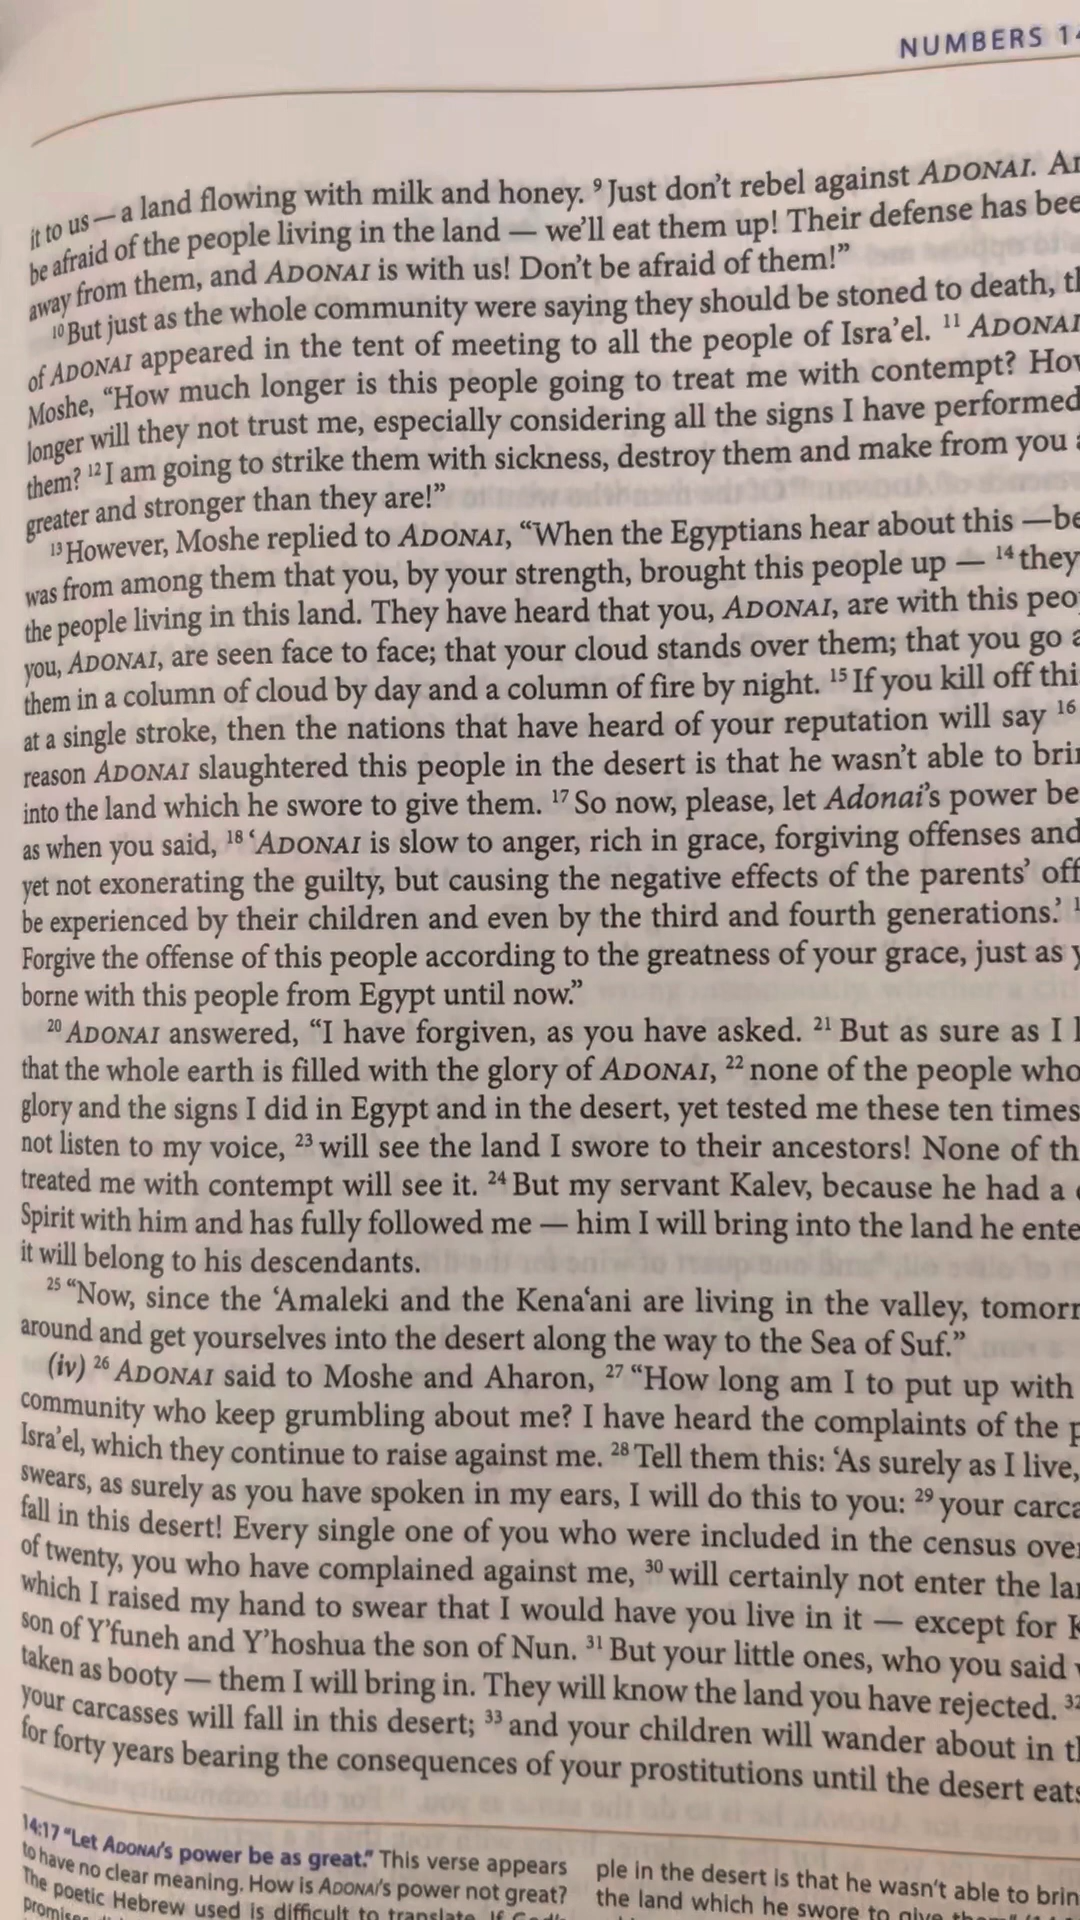 NUMBERS 14
it to us — a land flowing with milk and honey. 9 Just don't rebel against ADONAI.
be afraid of the people living in the land — we'll eat them up! Their defense has
away from them, and ADONAI is with us! Don't be afraid of them!”
10 But just as the whole community were saying they should be stoned to death,
of ADONAI appeared in the tent of meeting to all the people of Isra'el. 11 ADONAI
Moshe, “How much longer is this people going to treat me with contempt?
longer will they not trust me, especially considering all the signs I have performed
them? 12 I am going to strike them with sickness, destroy them and make from you
greater and stronger than they are!”
13 However, Moshe replied to ADONAI, “When the Egyptians hear about this —
was from among them that you, by your strength, brought this people up — 14 they
the people living in this land. They have heard that you, ADONAI, are with this
you, ADONAI, are seen face to face; that your cloud stands over them; that you go
them in a column of cloud by day and a column of fire by night. 15 If you kill off
at a single stroke, then the nations that have heard of your reputation will say 16
reason ADONAI slaughtered this people in the desert is that he wasn't able to
into the land which he swore to give them. 17 So now, please, let Adonai's power be
as when you said, 18 ‘ADONAI is slow to anger, rich in grace, forgiving offenses and
yet not exonerating the guilty, but causing the negative effects of the parents'
be experienced by their children and even by the third and fourth generations.’
Forgive the offense of this people according to the greatness of your grace, just as
borne with this people from Egypt until now.”
20 ADONAI answered, “I have forgiven, as you have asked. 21 But as sure as I
that the whole earth is filled with the glory of ADONAI, 22 none of the people who
glory and the signs I did in Egypt and in the desert, yet tested me these ten times
not listen to my voice, 23 will see the land I swore to their ancestors! None of
treated me with contempt will see it. 24 But my servant Kalev, because he had a
Spirit with him and has fully followed me — him I will bring into the land he
it will belong to his descendants.
25 “Now, since the ‘Amaleki and the Kena‘ani are living in the valley,
around and get yourselves into the desert along the way to the Sea of Suf.”
(iv) 26 ADONAI said to Moshe and Aharon, 27 “How long am I to put up with
community who keep grumbling about me? I have heard the complaints of the
Isra'el, which they continue to raise against me. 28 Tell them this: ‘As surely as I live,
swears, as surely as you have spoken in my ears, I will do this to you: 29 your
fall in this desert! Every single one of you who were included in the census
of twenty, you who have complained against me, 30 will certainly not enter the
which I raised my hand to swear that I would have you live in it — except for
son of Y'funeh and Y'hoshua the son of Nun. 31 But your little ones, who you said
taken as booty — them I will bring in. They will know the land you have rejected. 32
your carcasses will fall in this desert; 33 and your children will wander about in
for forty years bearing the consequences of your prostitutions until the desert eats
14:17 “Let ADONAI's power be as great.” This verse appears
to have no clear meaning. How is ADONAI's power not great?
The poetic Hebrew used is difficult to translate. If
ple in the desert is that he wasn't able to
the land which he swore to give